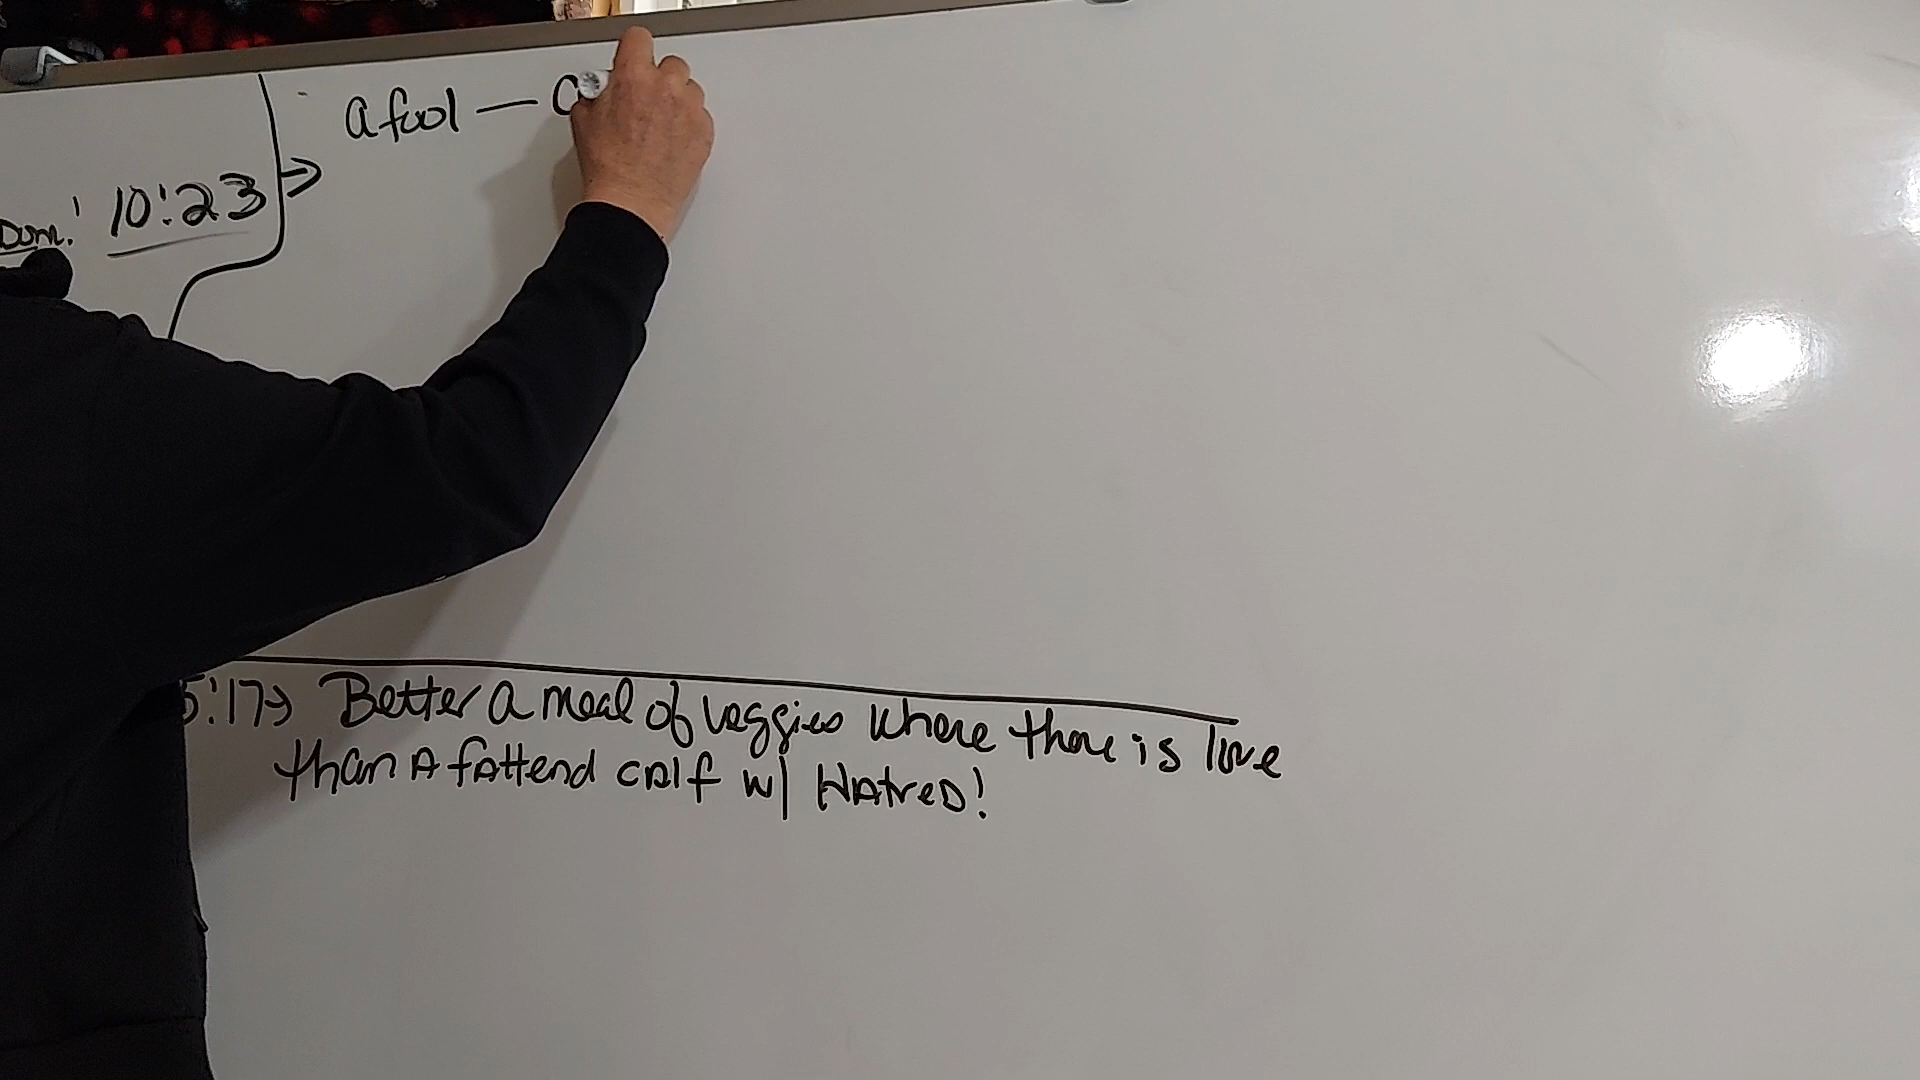 a fool —
Dom! 10:23 →
5:17→ Better a meal of veggies where there is love
than A fAttend cAlf w/ HAtreD!